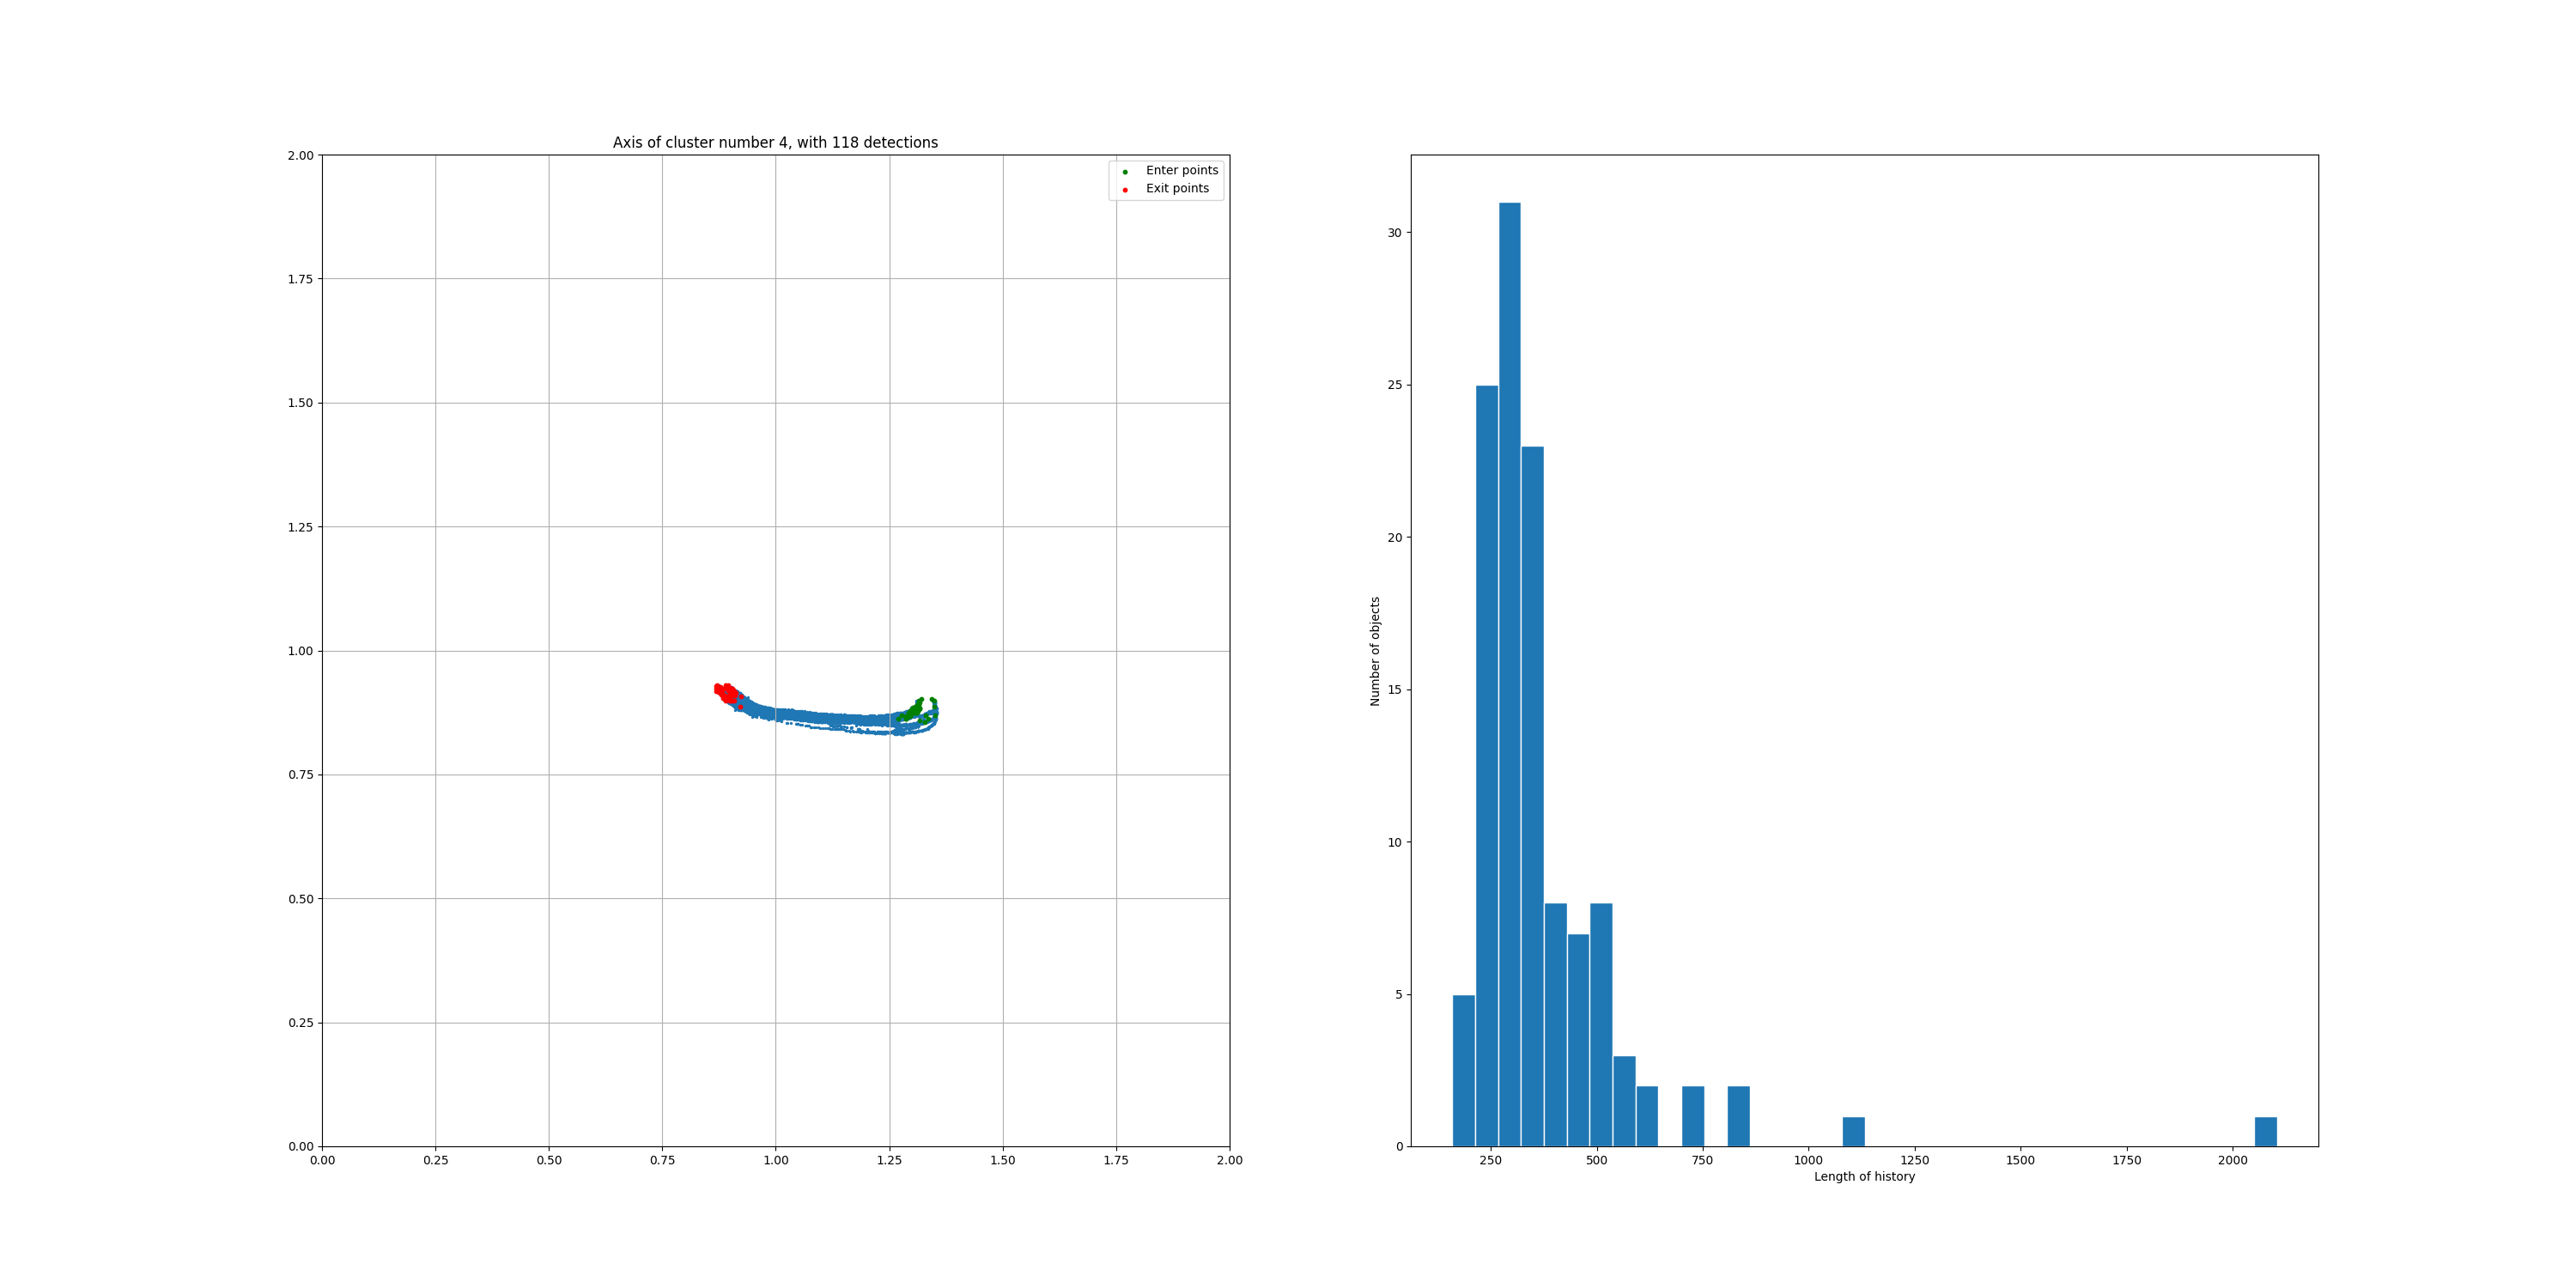 Axis of cluster number 4, with 118 detections
Enter points
Exit points
2.00
1.75
1.50
1.25
1.00
0.75
0.50
0.25
0.00
0.00 0.25 0.50 0.75 1.00 1.25 1.50 1.75 2.00
Number of objects
30
25
20
15
10
5
0
250 500 750 1000 1250 1500 1750 2000
Length of history